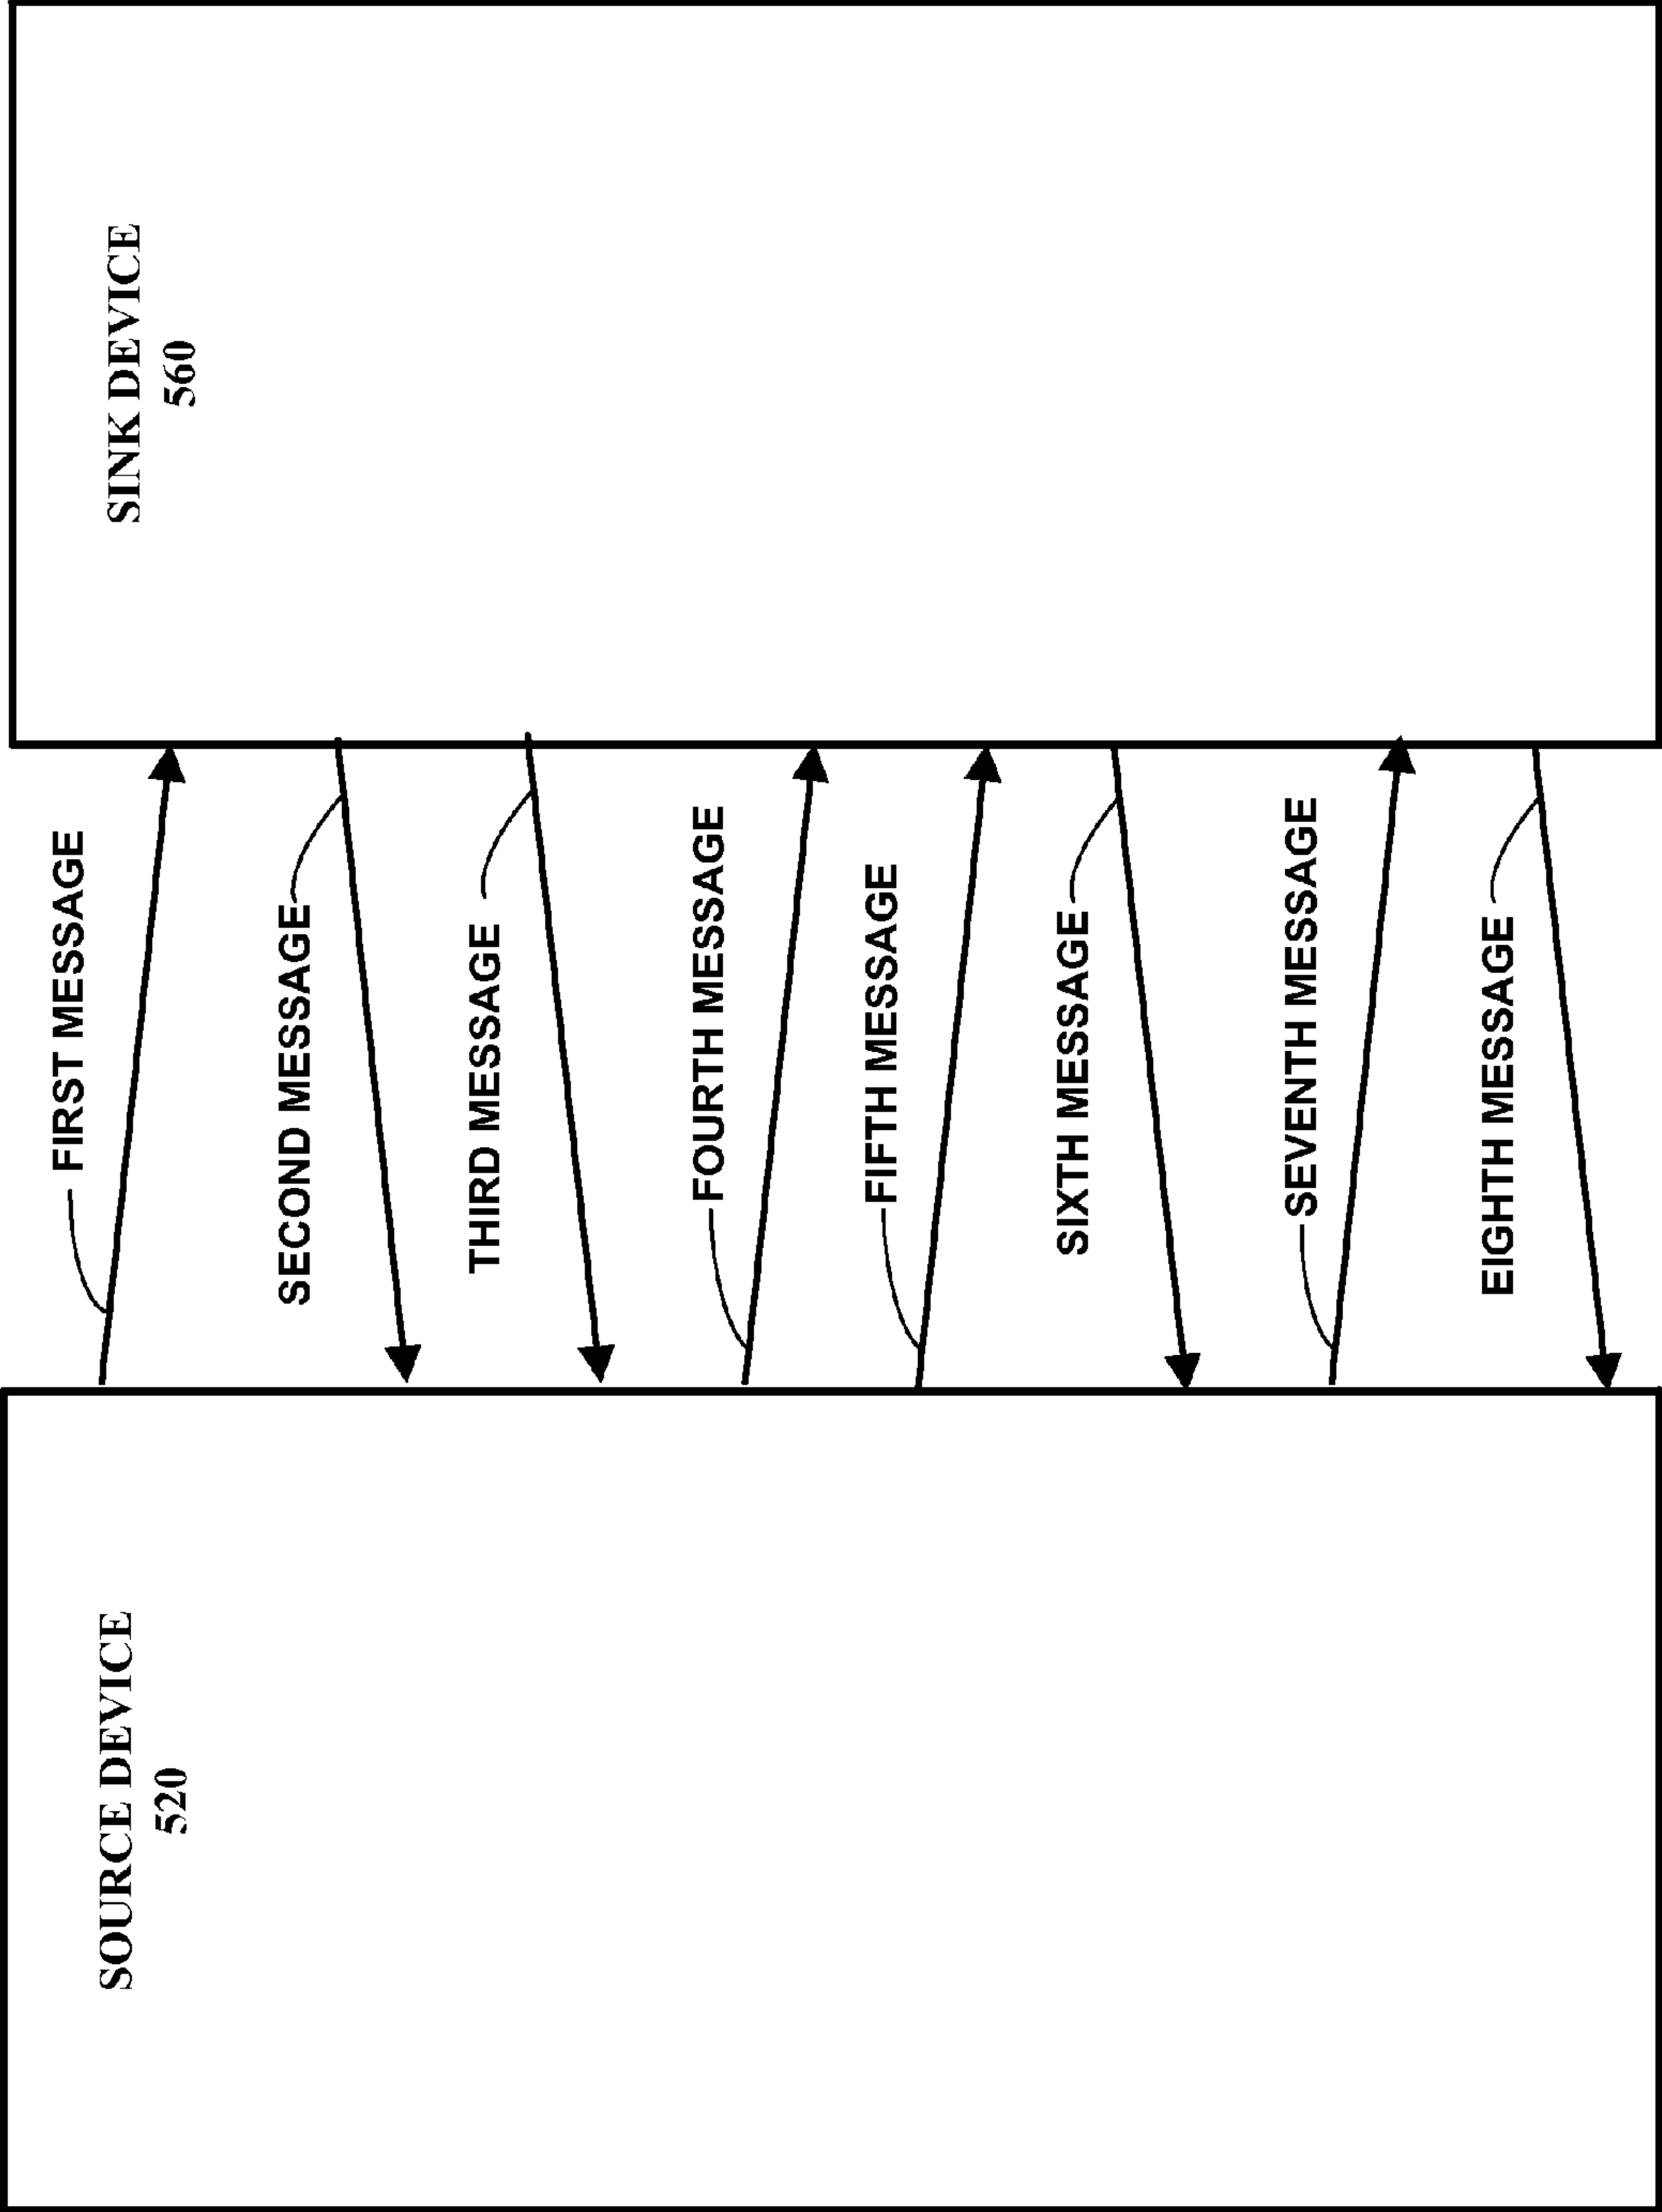 SOURCE DEVICE
520
SINK DEVICE
560
FIRST MESSAGE
SECOND MESSAGE
THIRD MESSAGE
FOURTH MESSAGE
FIFTH MESSAGE
SIXTH MESSAGE
SEVENTH MESSAGE
EIGHTH MESSAGE